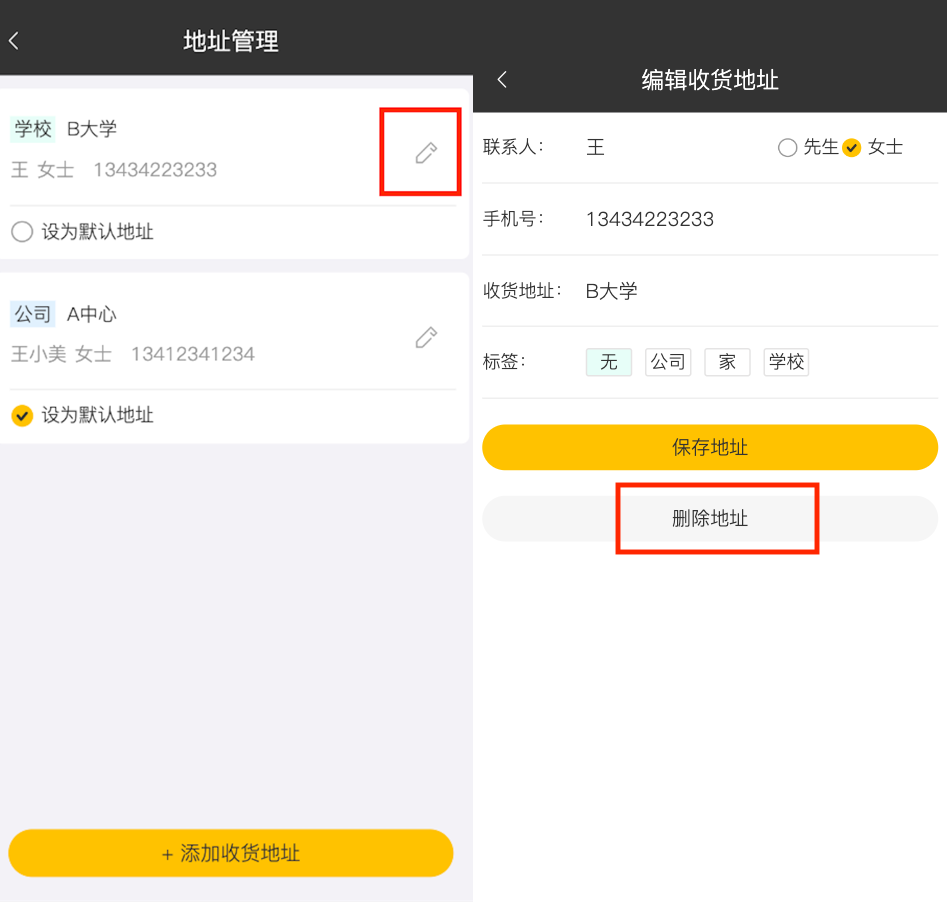 地址管理
学校 B大学
王 女士 13434223233
设为默认地址
公司 A中心
王小美 女士 13412341234
设为默认地址
+ 添加收货地址
编辑收货地址
联系人: 王 先生 女士
手机号: 13434223233
收货地址: B大学
标签: 无 公司 家 学校
保存地址
删除地址